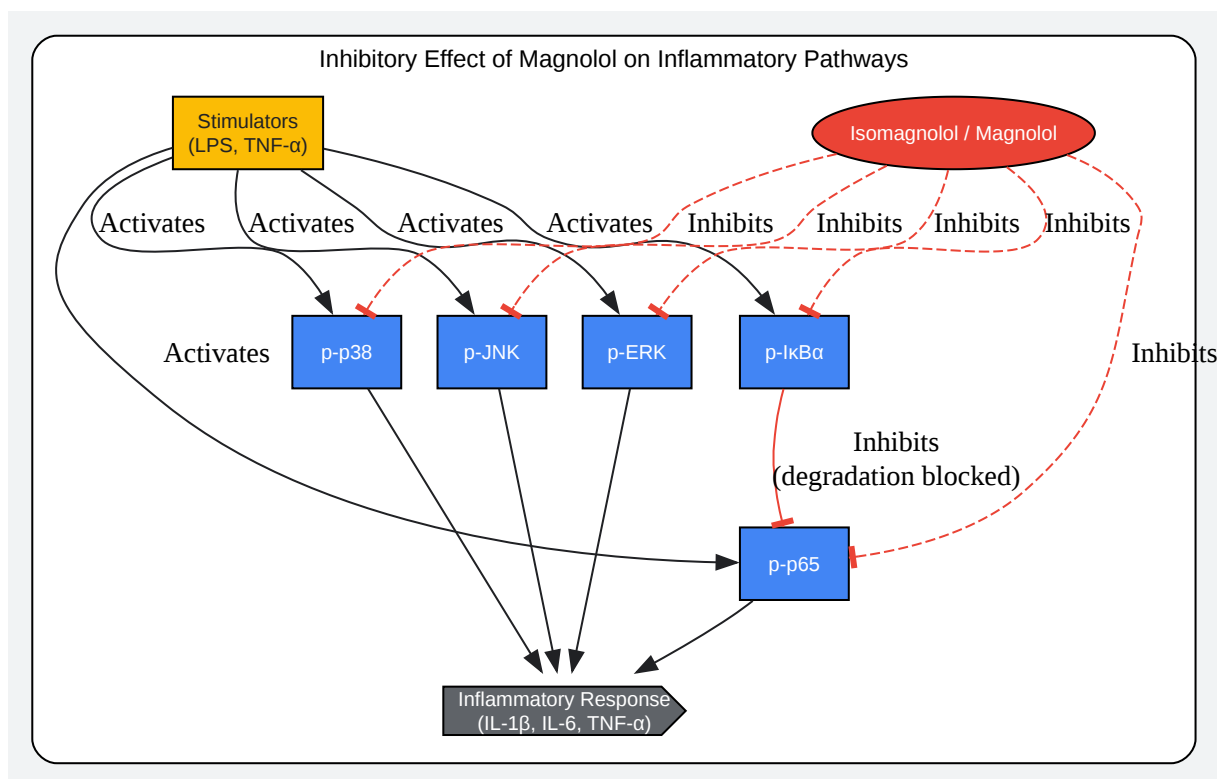 Inhibitory Effect of Magnolol on Inflammatory Pathways
Stimulators
(LPS, TNF-α)
Isomagnolol / Magnolol
Activates
Activates
Activates
Activates
Inhibits
Inhibits
Inhibits
Inhibits
Activates
p-p38
p-JNK
p-ERK
p-IκBα
Inhibits
Inhibits
(degradation blocked)
p-p65
Inflammatory Response
(IL-1β, IL-6, TNF-α)